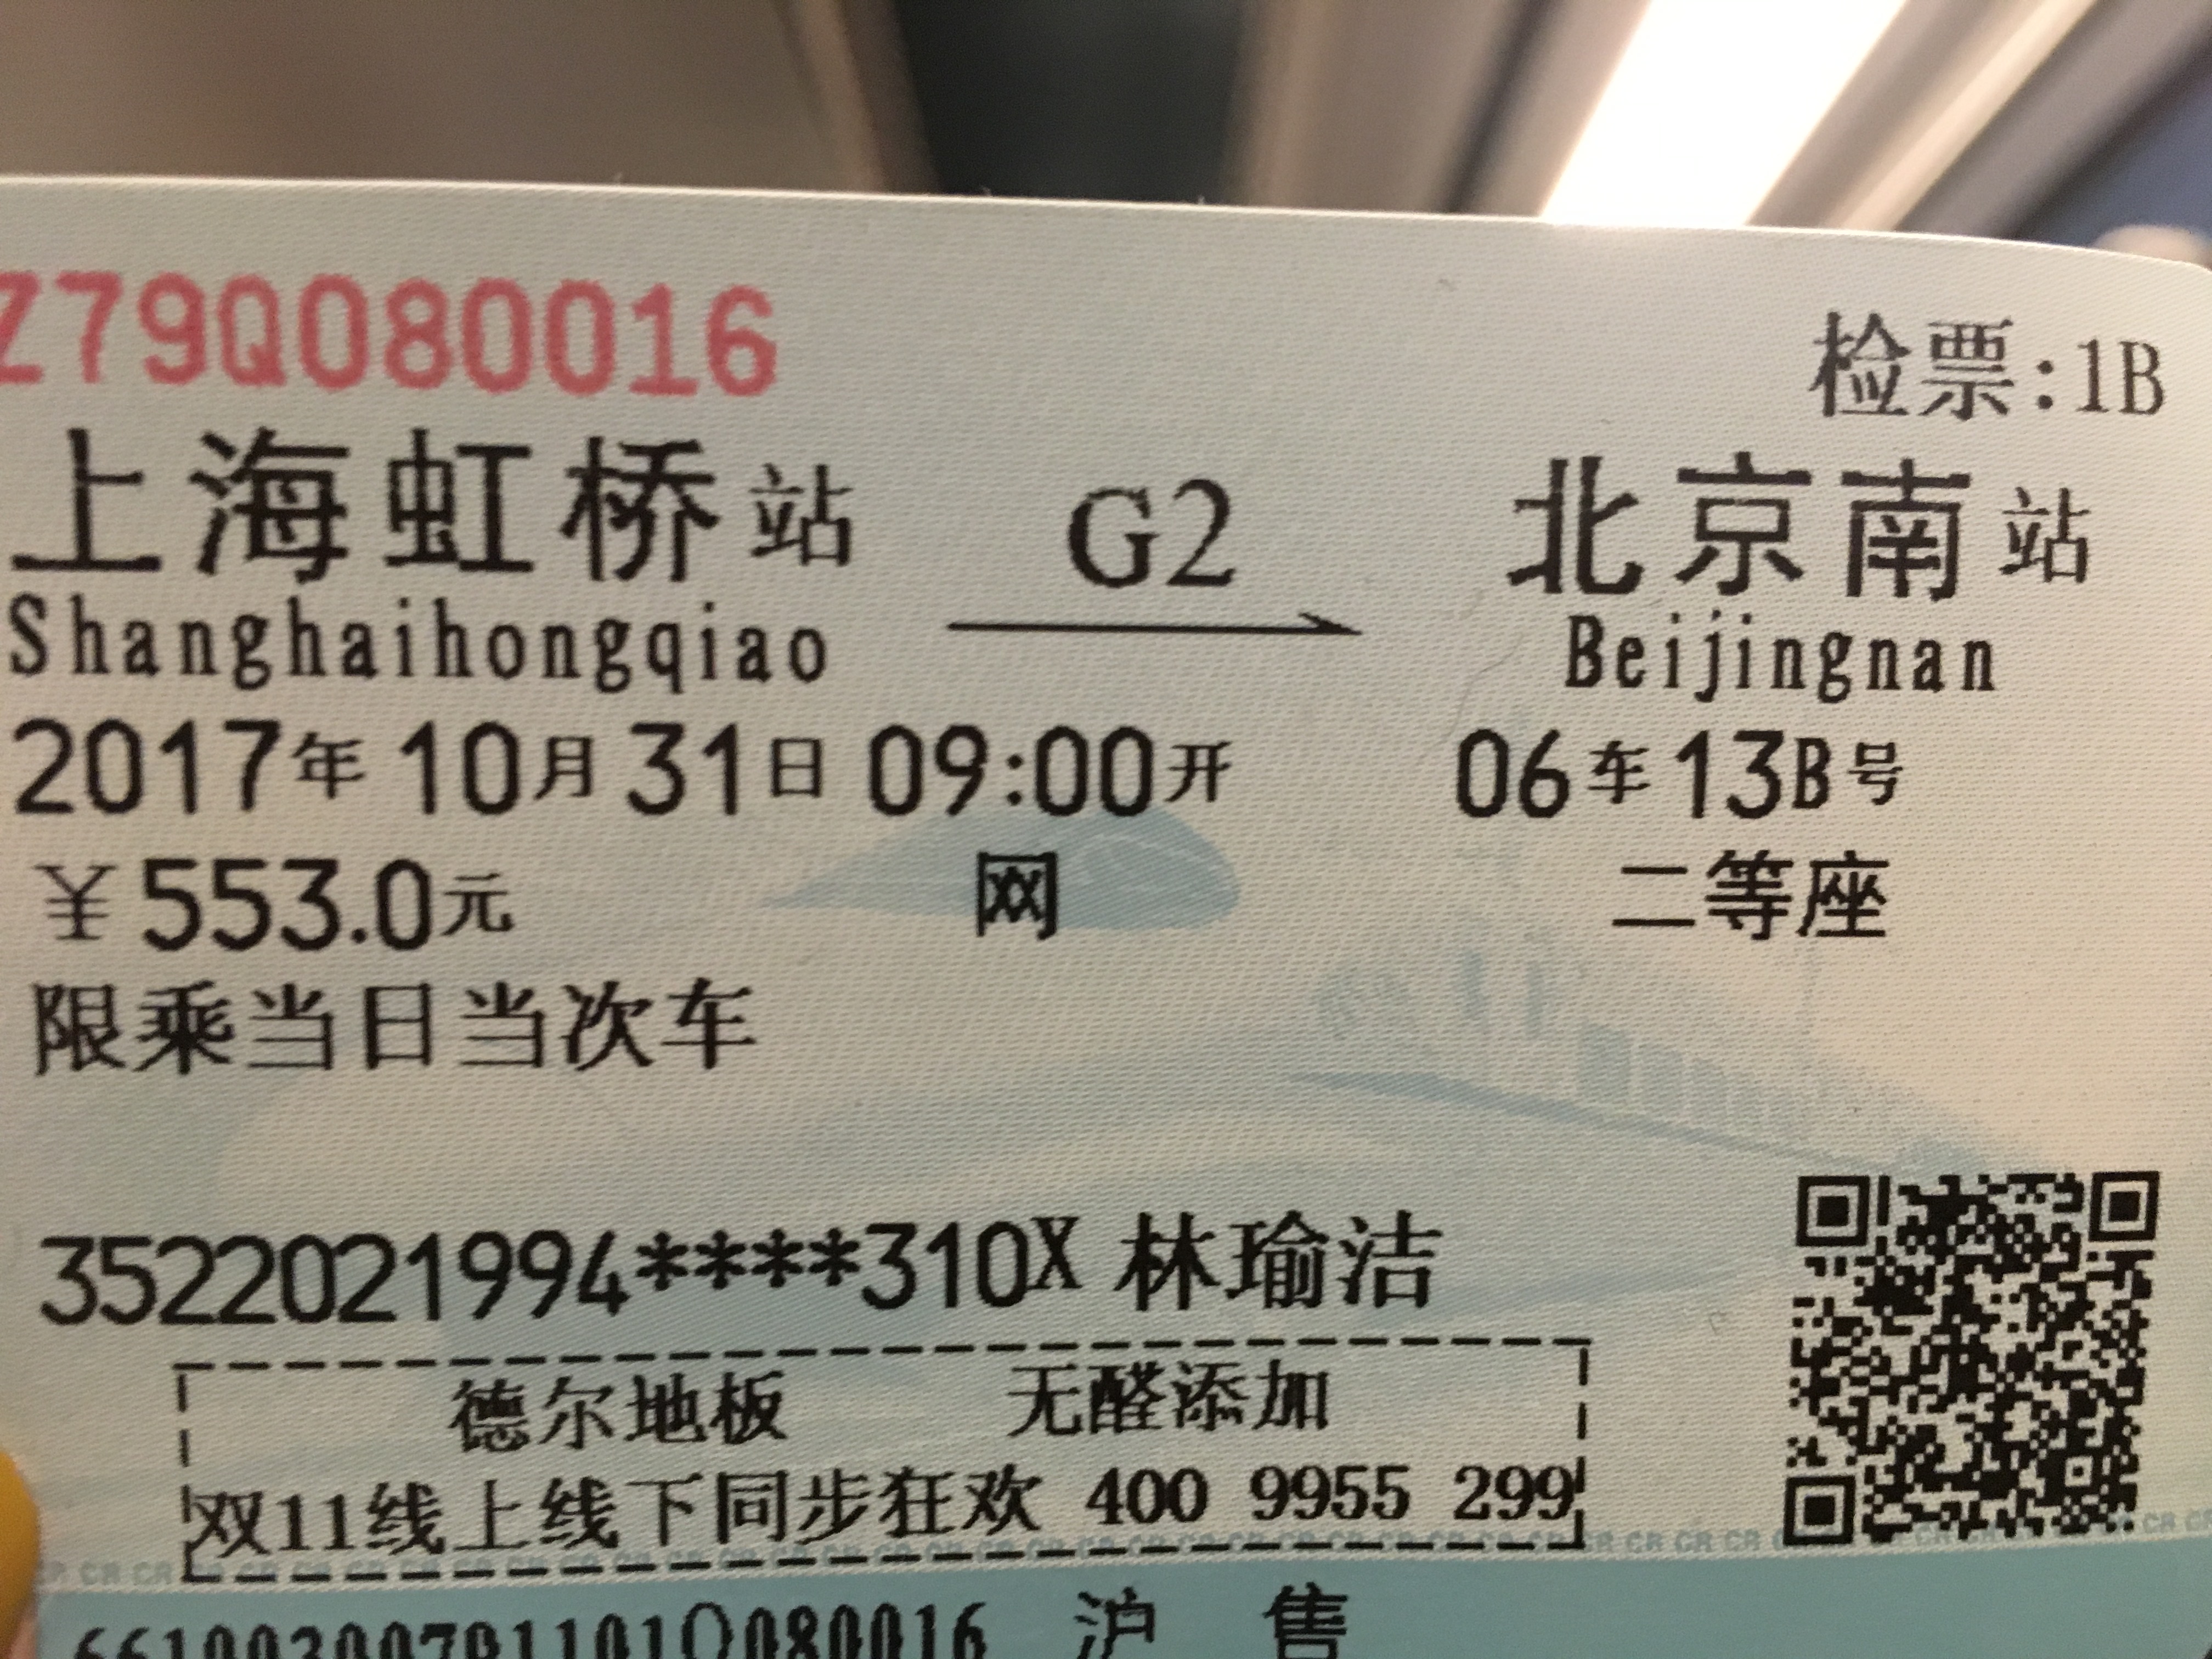 Z79Q080016 检票:1B
上海虹桥站 G2 北京南站
Shanghaihongqiao Beijingnan
2017年10月31日09:00开 06车13B号
¥553.0元 网 二等座
限乘当日当次车
3522021994****310X 林瑜洁
德尔地板 无醛添加
双11线上线下同步狂欢 400 9955 299
沪 售